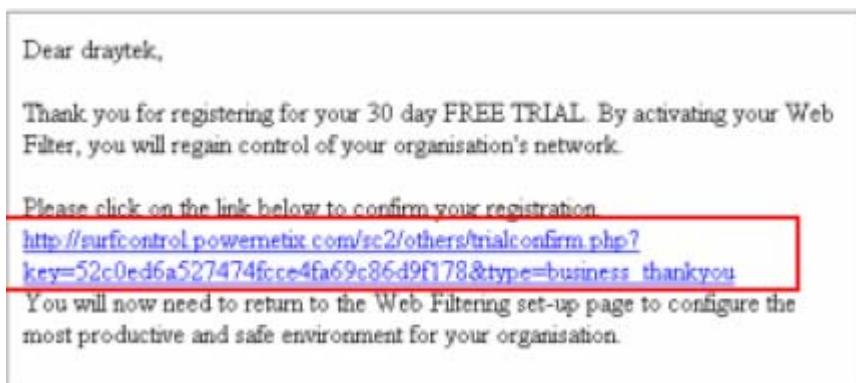 Dear draytek,
Thank you for registering for your 30 day FREE TRIAL. By activating your Web
Filter, you will regain control of your organisation's network.
Please click on the link below to confirm your registration.
http://surfcontrol.powernetix.com/sc2/others/trialconfirm.php?
key=52c0ed6a527474fcce4fa69c86d9f178&type=business_thankyou
You will now need to return to the Web Filtering set-up page to configure the
most productive and safe environment for your organisation.